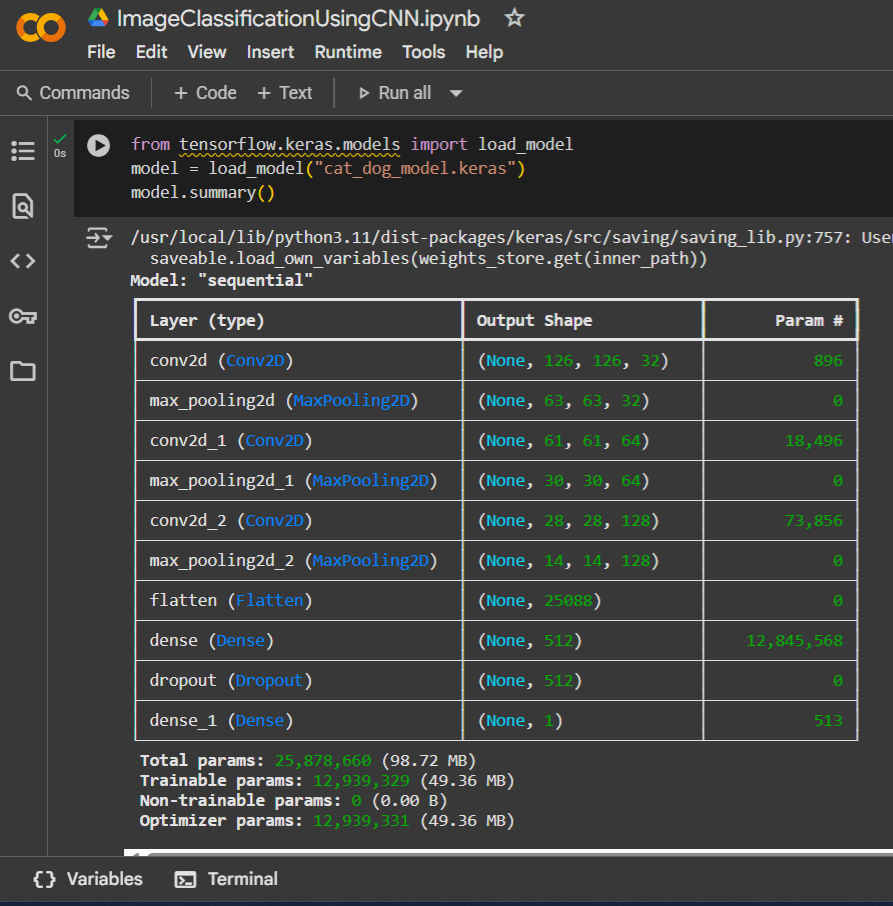 ImageClassificationUsingCNN.ipynb
File Edit View Insert Runtime Tools Help
Commands + Code + Text Run all
0s
from tensorflow.keras.models import load_model
model = load_model("cat_dog_model.keras")
model.summary()
/usr/local/lib/python3.11/dist-packages/keras/src/saving/saving_lib.py:757: User
saveable.load_own_variables(weights_store.get(inner_path))
Model: "sequential"
Layer (type) Output Shape Param #
conv2d (Conv2D) (None, 126, 126, 32) 896
max_pooling2d (MaxPooling2D) (None, 63, 63, 32) 0
conv2d_1 (Conv2D) (None, 61, 61, 64) 18,496
max_pooling2d_1 (MaxPooling2D) (None, 30, 30, 64) 0
conv2d_2 (Conv2D) (None, 28, 28, 128) 73,856
max_pooling2d_2 (MaxPooling2D) (None, 14, 14, 128) 0
flatten (Flatten) (None, 25088) 0
dense (Dense) (None, 512) 12,845,568
dropout (Dropout) (None, 512) 0
dense_1 (Dense) (None, 1) 513
Total params: 25,878,660 (98.72 MB)
Trainable params: 12,939,329 (49.36 MB)
Non-trainable params: 0 (0.00 B)
Optimizer params: 12,939,331 (49.36 MB)
{} Variables Terminal